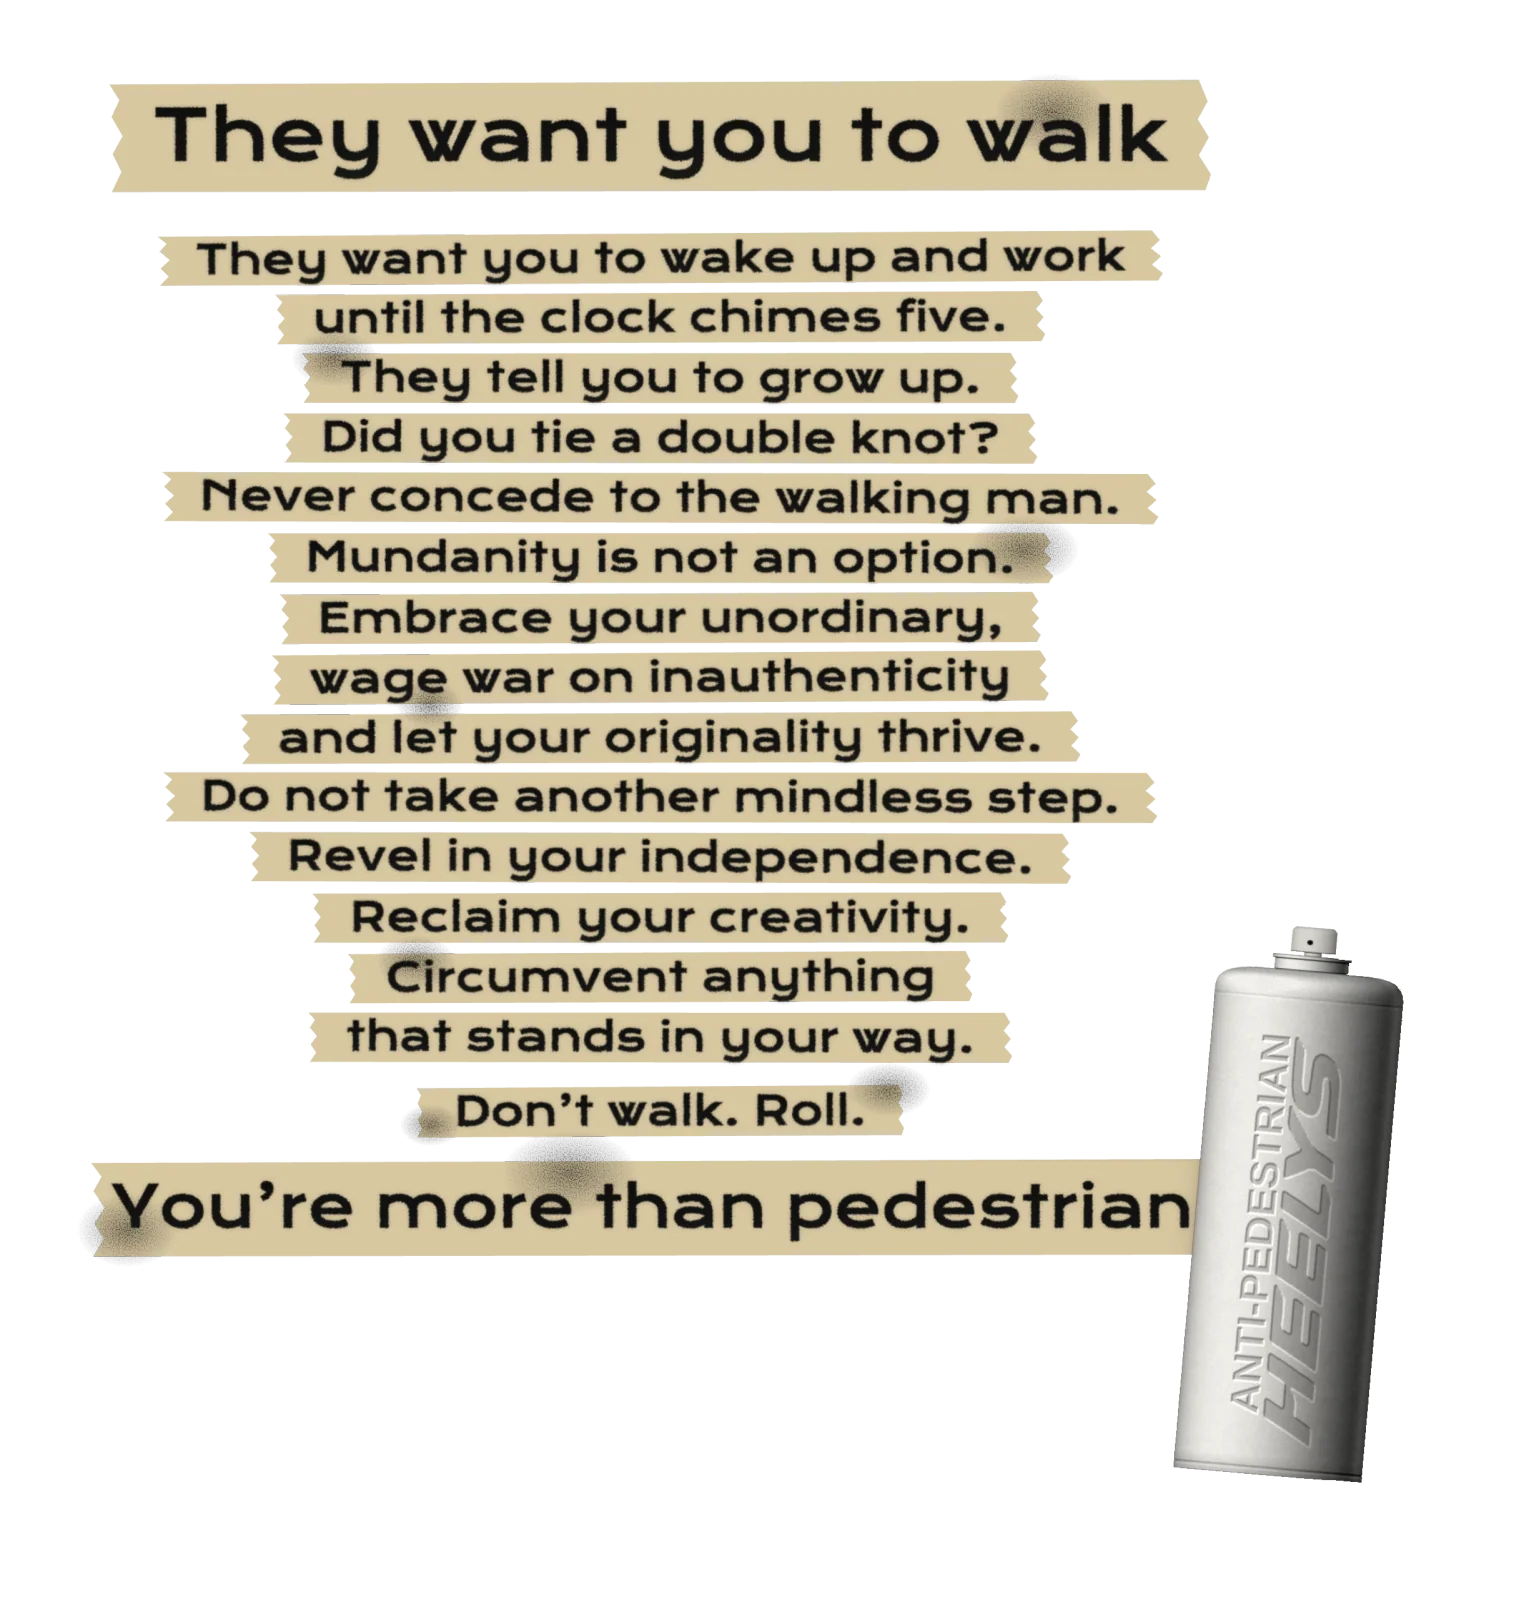 They want you to walk
They want you to wake up and work
until the clock chimes five.
They tell you to grow up.
Did you tie a double knot?
Never concede to the walking man.
Mundanity is not an option.
Embrace your unordinary,
wage war on inauthenticity
and let your originality thrive.
Do not take another mindless step.
Revel in your independence.
Reclaim your creativity.
Circumvent anything
that stands in your way.
Don’t walk. Roll.
You’re more than pedestrian
ANTI-PEDESTRIAN
HEELYS